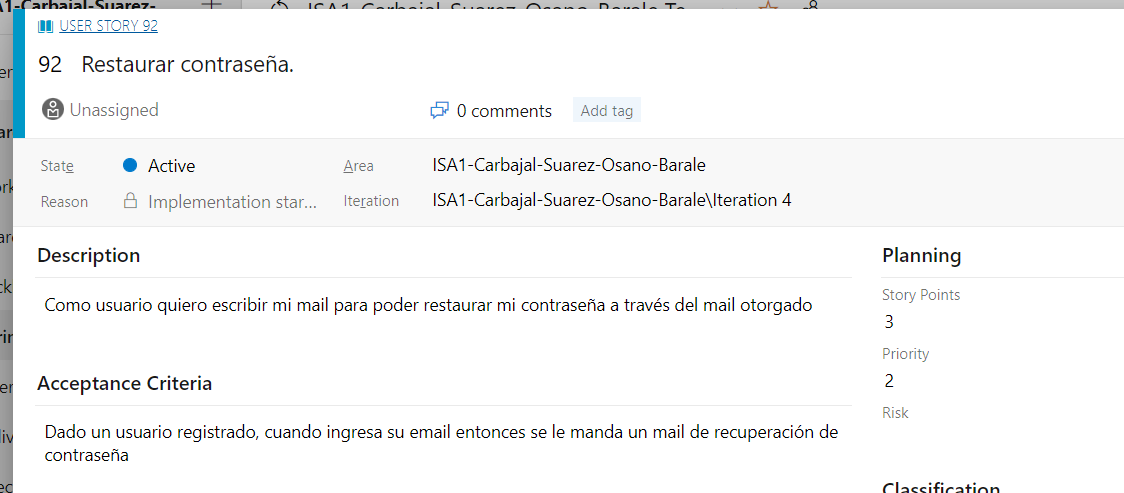 USER STORY 92
92 Restaurar contraseña.
Unassigned
0 comments
Add tag
State
Active
Area
ISA1-Carbajal-Suarez-Osano-Barale
Reason
Implementation star...
Iteration
ISA1-Carbajal-Suarez-Osano-Barale\Iteration 4
Description
Como usuario quiero escribir mi mail para poder restaurar mi contraseña a través del mail otorgado
Acceptance Criteria
Dado un usuario registrado, cuando ingresa su email entonces se le manda un mail de recuperación de
contraseña
Planning
Story Points
3
Priority
2
Risk
Classification